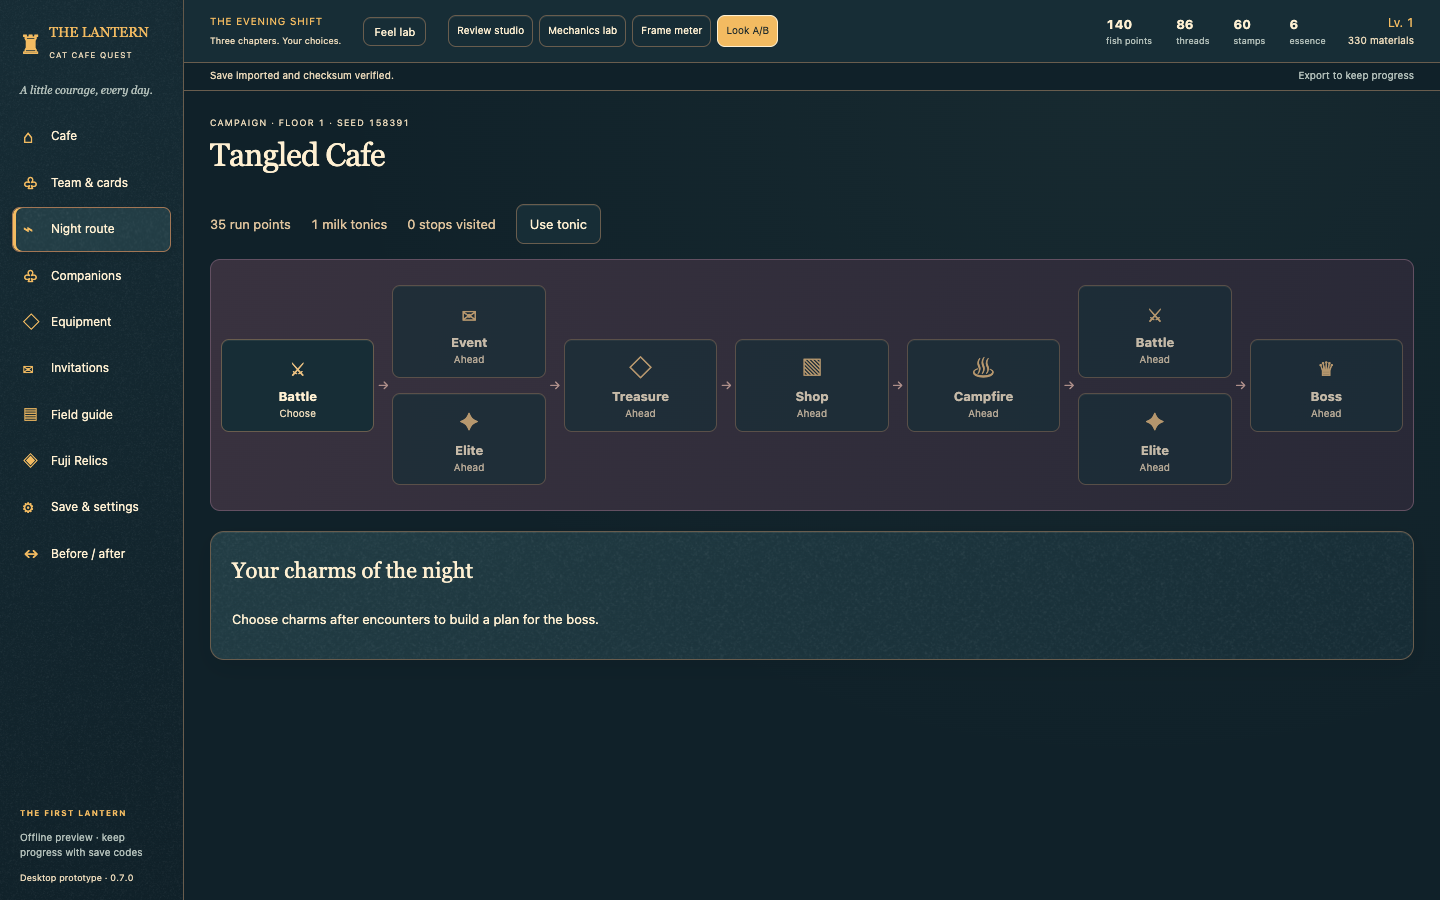 THE LANTERN
CAT CAFE QUEST
A little courage, every day.
Cafe
Team & cards
Night route
Companions
Equipment
Invitations
Field guide
Fuji Relics
Save & settings
Before / after
THE FIRST LANTERN
Offline preview · keep
progress with save codes
Desktop prototype · 0.7.0
THE EVENING SHIFT
Three chapters. Your choices.
Feel lab
Review studio
Mechanics lab
Frame meter
Look A/B
140
fish points
86
threads
60
stamps
6
essence
Lv. 1
330 materials
Save imported and checksum verified.
Export to keep progress
CAMPAIGN · FLOOR 1 · SEED 158391
Tangled Cafe
35 run points
1 milk tonics
0 stops visited
Use tonic
Battle
Choose
Event
Ahead
Elite
Ahead
Treasure
Ahead
Shop
Ahead
Campfire
Ahead
Battle
Ahead
Elite
Ahead
Boss
Ahead
Your charms of the night
Choose charms after encounters to build a plan for the boss.